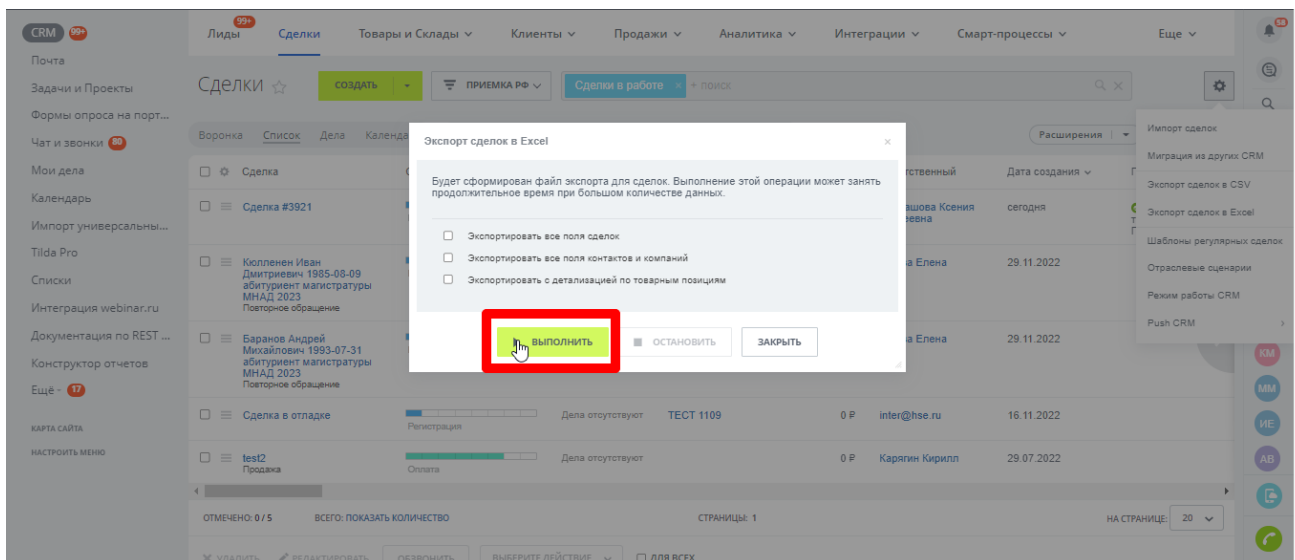 CRM 99+
Почта
Задачи и Проекты
Формы опроса на порт...
Чат и звонки 80
Мои дела
Календарь
Импорт универсальны...
Tilda Pro
Списки
Интеграция webinar.ru
Документация по REST ...
Конструктор отчетов
Ещё - 17
КАРТА САЙТА
НАСТРОИТЬ МЕНЮ
Лиды 99+ Сделки Товары и Склады Клиенты Продажи Аналитика Интеграции Смарт-процессы Еще
58
Сделки СОЗДАТЬ ПРИЕМКА РФ Сделки в работе × + поиск
Воронка Список Дела Календа Расширения
Импорт сделок
Миграция из других CRM
Экспорт сделок в CSV
Экспорт сделок в Excel
Шаблоны регулярных сделок
Отраслевые сценарии
Режим работы CRM
Push CRM
Экспорт сделок в Excel
Будет сформирован файл экспорта для сделок. Выполнение этой операции может занять
продолжительное время при большом количестве данных.
Экспортировать все поля сделок
Экспортировать все поля контактов и компаний
Экспортировать с детализацией по товарным позициям
ВЫПОЛНИТЬ ОСТАНОВИТЬ ЗАКРЫТЬ
Сделка тственный Дата создания
Сделка #3921 ашова Ксения сегодня
еевна
Кюлленен Иван
Дмитриевич 1985-08-09
абитуриент магистратуры
МНАД 2023
Повторное обращение
ва Елена 29.11.2022
Баранов Андрей
Михайлович 1993-07-31
абитуриент магистратуры
МНАД 2023
Повторное обращение
ва Елена 29.11.2022
Сделка в отладке Дела отсутствуют ТЕСТ 1109 0 ₽ inter@hse.ru 16.11.2022
Регистрация
test2 Дела отсутствуют 0 ₽ Карягин Кирилл 29.07.2022
Продажа Оплата
КМ
ММ
ИЕ
АВ
ОТМЕЧЕНО: 0 / 5 ВСЕГО: ПОКАЗАТЬ КОЛИЧЕСТВО СТРАНИЦЫ: 1 НА СТРАНИЦЕ: 20
УДАЛИТЬ РЕДАКТИРОВАТЬ ОБЗВОНИТЬ ВЫБЕРИТЕ ДЕЙСТВИЕ ДЛЯ ВСЕХ